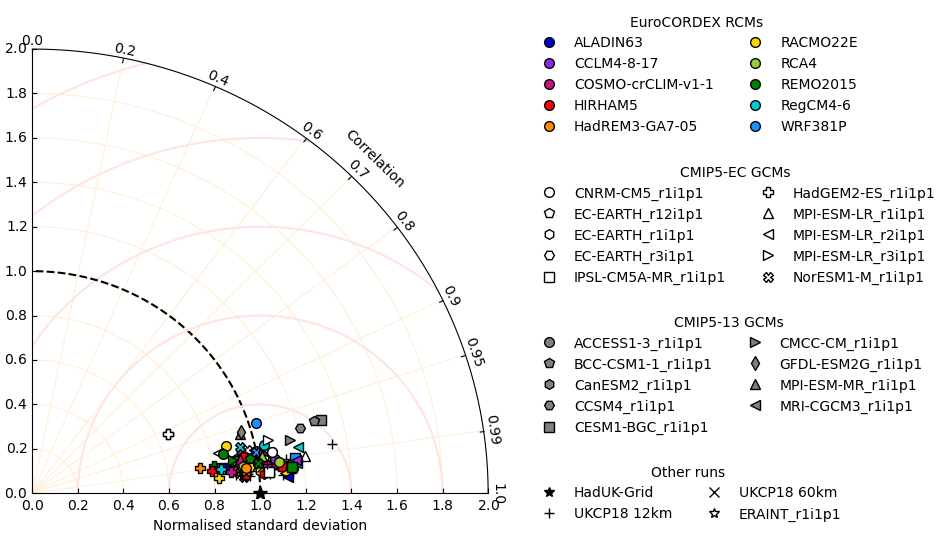 EuroCORDEX RCMs
ALADIN63
CCLM4-8-17
COSMO-crCLIM-v1-1
HIRHAM5
HadREM3-GA7-05
RACMO22E
RCA4
REMO2015
RegCM4-6
WRF381P
CMIP5-EC GCMs
CNRM-CM5_r1i1p1
EC-EARTH_r12i1p1
EC-EARTH_r1i1p1
EC-EARTH_r3i1p1
IPSL-CM5A-MR_r1i1p1
HadGEM2-ES_r1i1p1
MPI-ESM-LR_r1i1p1
MPI-ESM-LR_r2i1p1
MPI-ESM-LR_r3i1p1
NorESM1-M_r1i1p1
CMIP5-13 GCMs
ACCESS1-3_r1i1p1
BCC-CSM1-1_r1i1p1
CanESM2_r1i1p1
CCSM4_r1i1p1
CESM1-BGC_r1i1p1
CMCC-CM_r1i1p1
GFDL-ESM2G_r1i1p1
MPI-ESM-MR_r1i1p1
MRI-CGCM3_r1i1p1
Other runs
HadUK-Grid
UKCP18 12km
UKCP18 60km
ERAINT_r1i1p1
2.0
1.8
1.6
1.4
1.2
1.0
0.8
0.6
0.4
0.2
0.0
0.0
0.2
0.4
0.6
0.7
0.8
0.9
0.95
0.99
1.0
Correlation
0.0 0.2 0.4 0.6 0.8 1.0 1.2 1.4 1.6 1.8 2.0
Normalised standard deviation